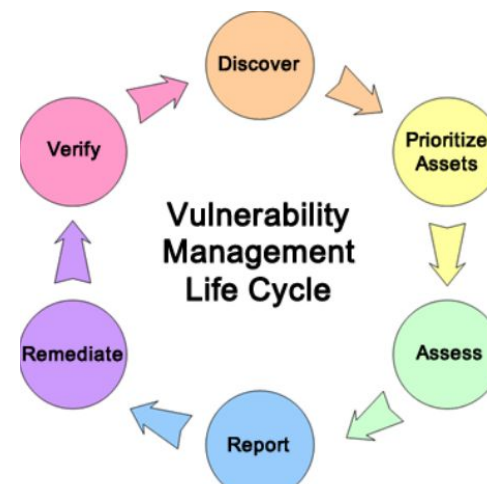 Discover
Prioritize
Assets
Assess
Report
Remediate
Verify
Vulnerability
Management
Life Cycle